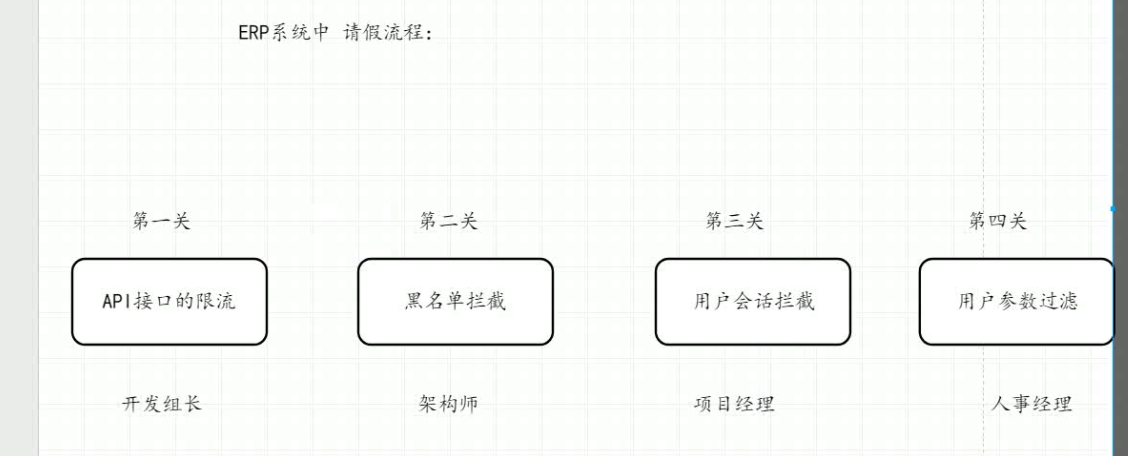 ERP系统中 请假流程：
第一关 第二关 第三关 第四关
API接口的限流 黑名单拦截 用户会话拦截 用户参数过滤
开发组长 架构师 项目经理 人事经理